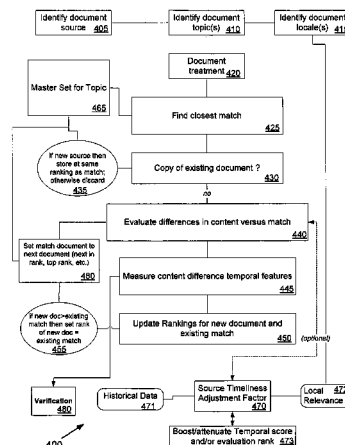 Identify document
source 405
Identify document
topic(s) 410
Identify document
locale(s) 415
Document
treatment
420
Master Set for Topic
465
Find closest match
425
If new source then
store at same
ranking as match;
otherwise discard
435
Copy of existing document ?
430
no
Evaluate differences in content versus match
440
Set match document to
next document (next in
rank, top rank, etc.)
460
Measure content difference temporal features
445
if new doc>existing
match then set rank
of new doc =
existing match
455
Update Rankings for new document and
existing match
450
(optional)
Verification
480
Historical Data
471
Source Timeliness
Adjustment Factor
470
Local
Relevance
472
Boost/attenuate Temporal score
and/or evaluation rank 473
400